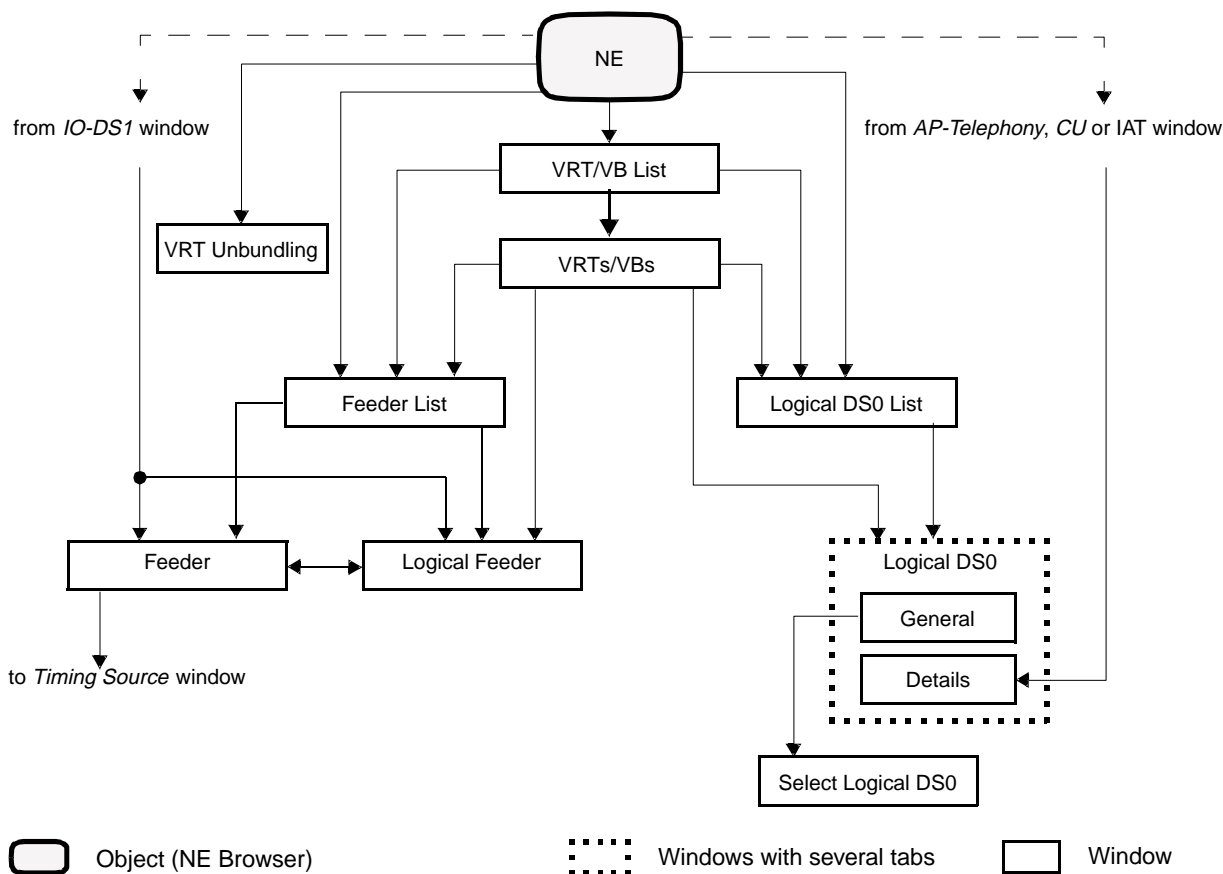 NE
from IO-DS1 window
from AP-Telephony, CU or IAT window
VRT/VB List
VRT Unbundling
VRTs/VBs
Feeder List
Logical DS0 List
Feeder
Logical Feeder
Logical DS0
General
to Timing Source window
Details
Select Logical DS0
Object (NE Browser)
Windows with several tabs
Window